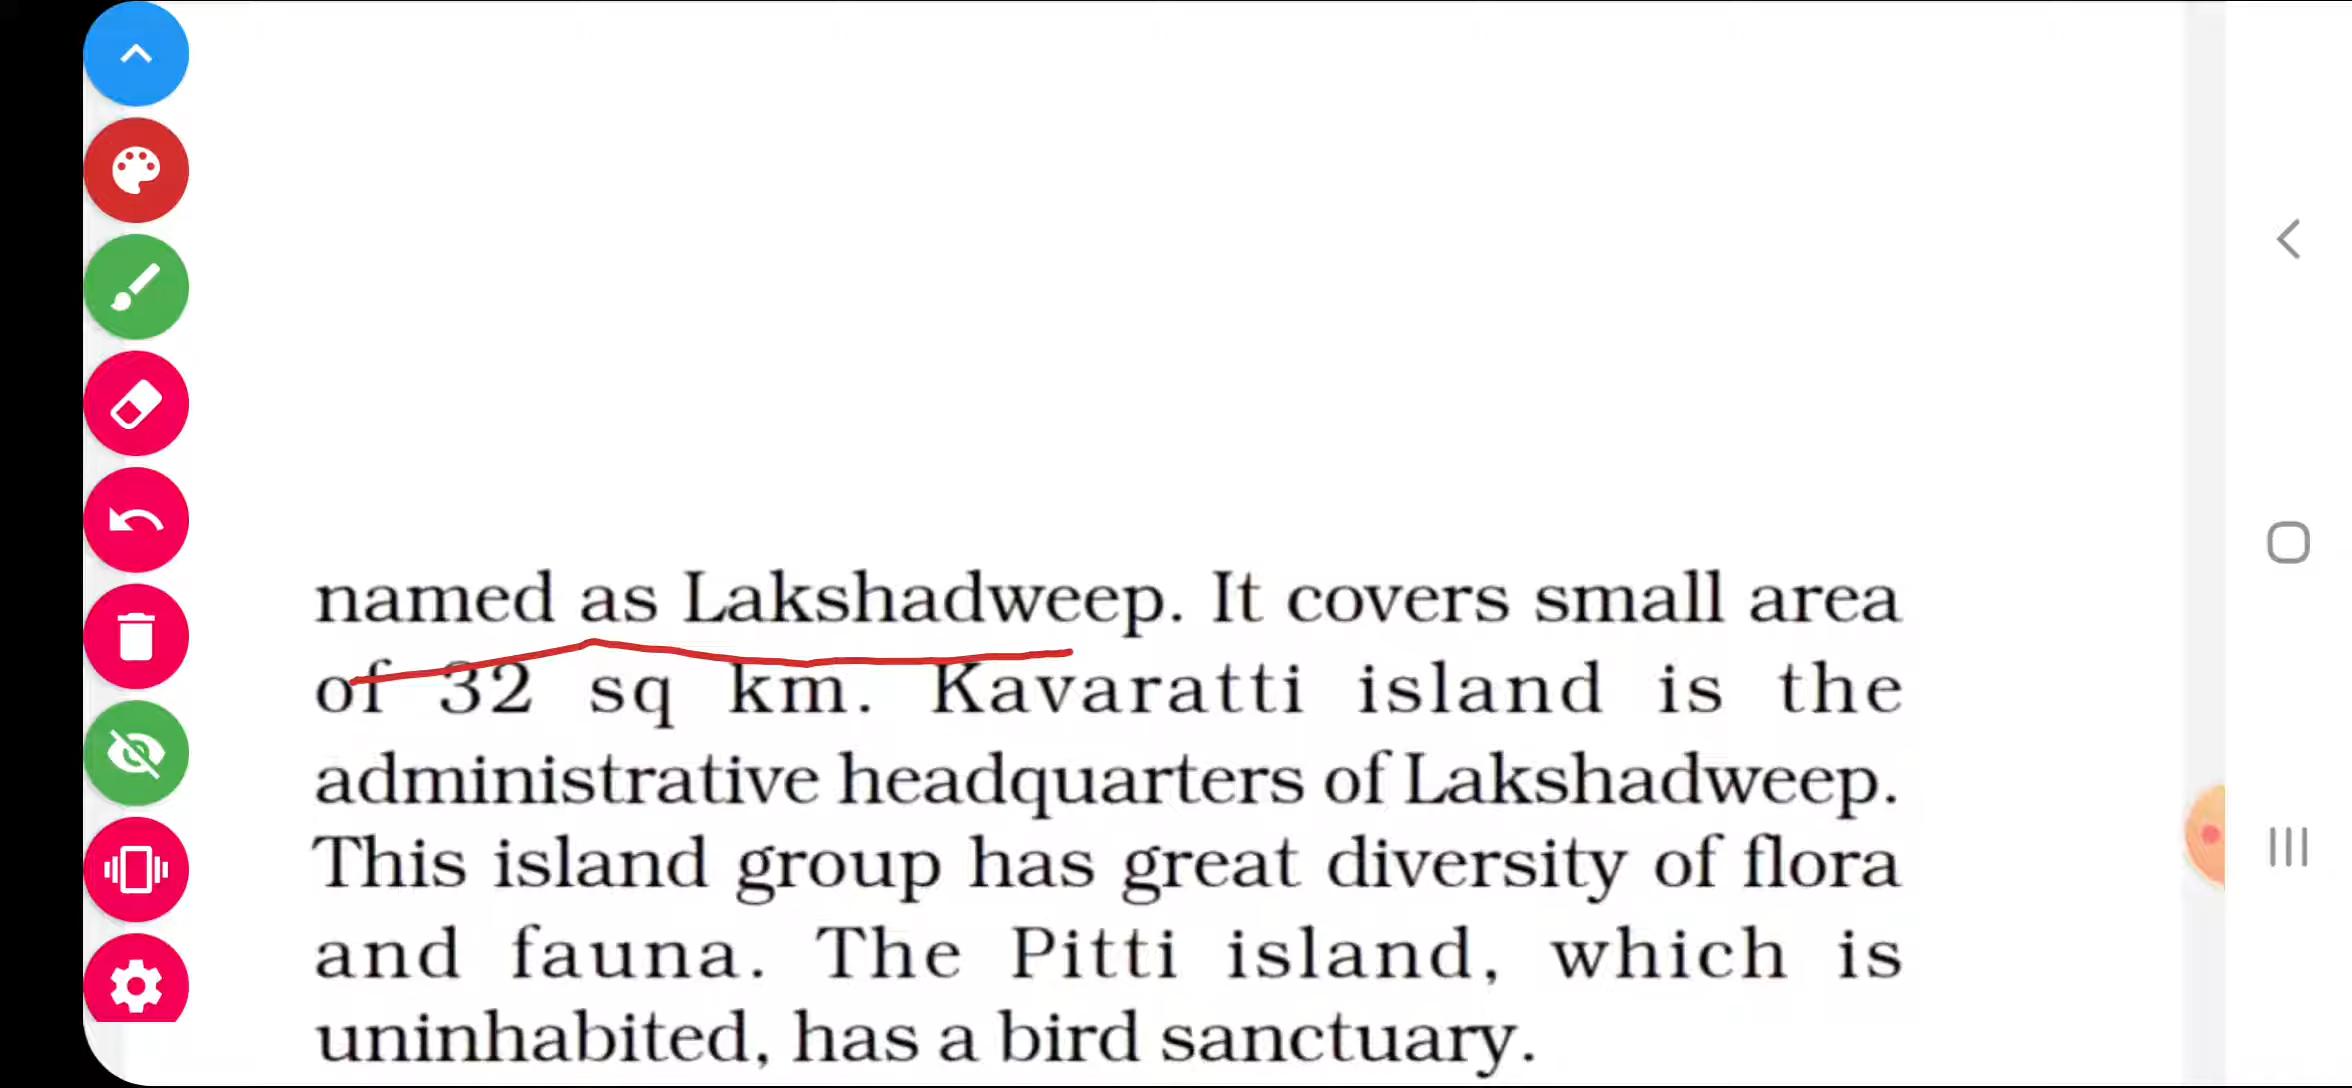 named as Lakshadweep. It covers small area
of 32 sq km. Kavaratti island is the
administrative headquarters of Lakshadweep.
This island group has great diversity of flora
and fauna. The Pitti island, which is
uninhabited, has a bird sanctuary.